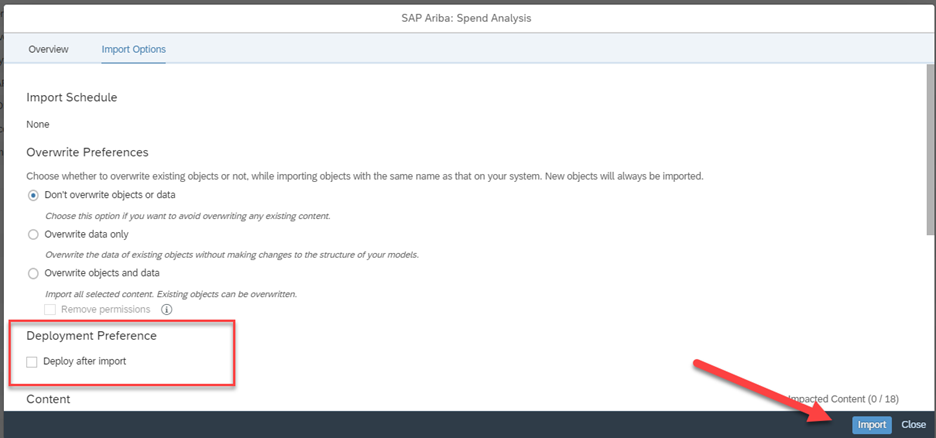 SAP Ariba: Spend Analysis
Overview Import Options
Import Schedule
None
Overwrite Preferences
Choose whether to overwrite existing objects or not, while importing objects with the same name as that on your system. New objects will always be imported.
Don't overwrite objects or data
Choose this option if you want to avoid overwriting any existing content.
Overwrite data only
Overwrite the data of existing objects without making changes to the structure of your models.
Overwrite objects and data
Import all selected content. Existing objects can be overwritten.
Remove permissions
Deployment Preference
Deploy after import
Content Impacted Content (0 / 18)
Import Close